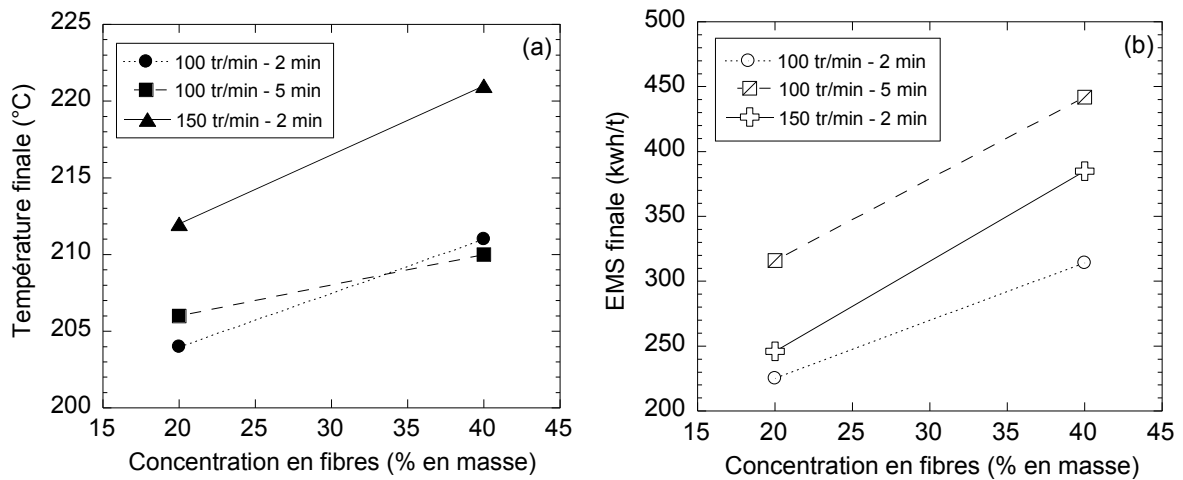 225
220
215
210
205
200
15 20 25 30 35 40 45
Température finale (°C)
Concentration en fibres (% en masse)
(a)
100 tr/min - 2 min
100 tr/min - 5 min
150 tr/min - 2 min
500
450
400
350
300
250
200
15 20 25 30 35 40 45
EMS finale (kwh/t)
Concentration en fibres (% en masse)
(b)
100 tr/min - 2 min
100 tr/min - 5 min
150 tr/min - 2 min